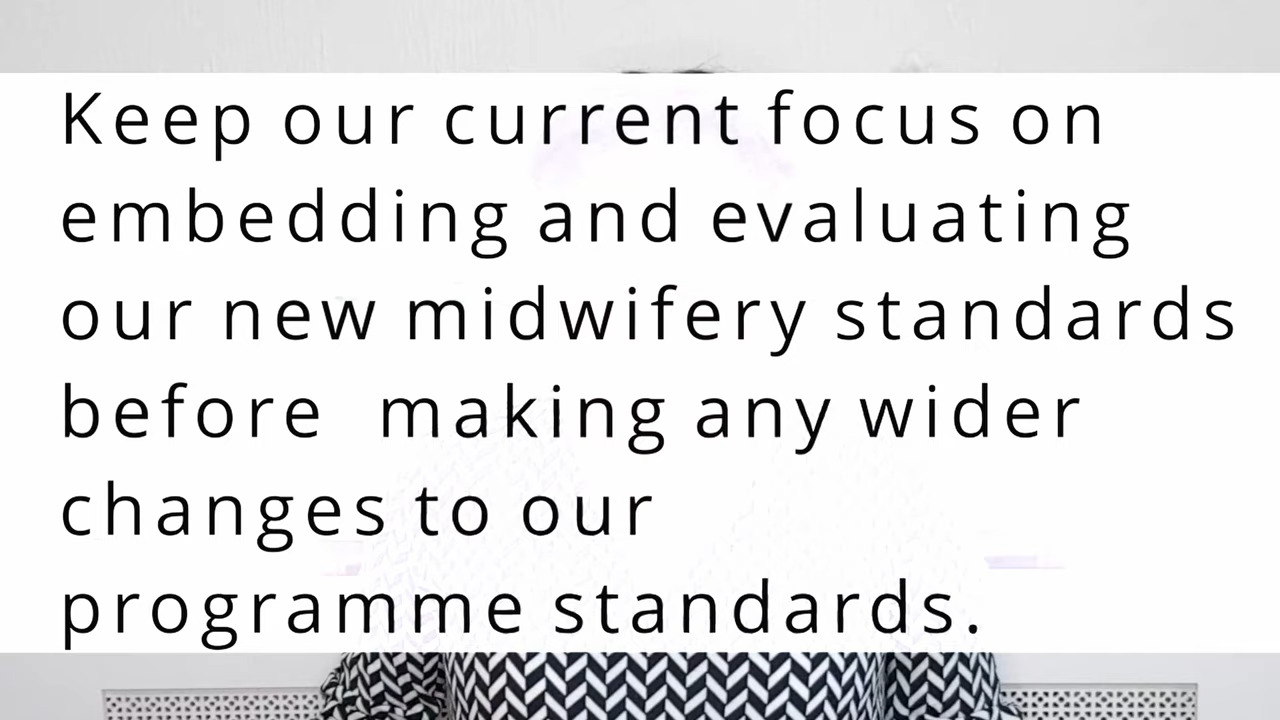 Keep our current focus on
embedding and evaluating
our new midwifery standards
before making any wider
changes to our
programme standards.